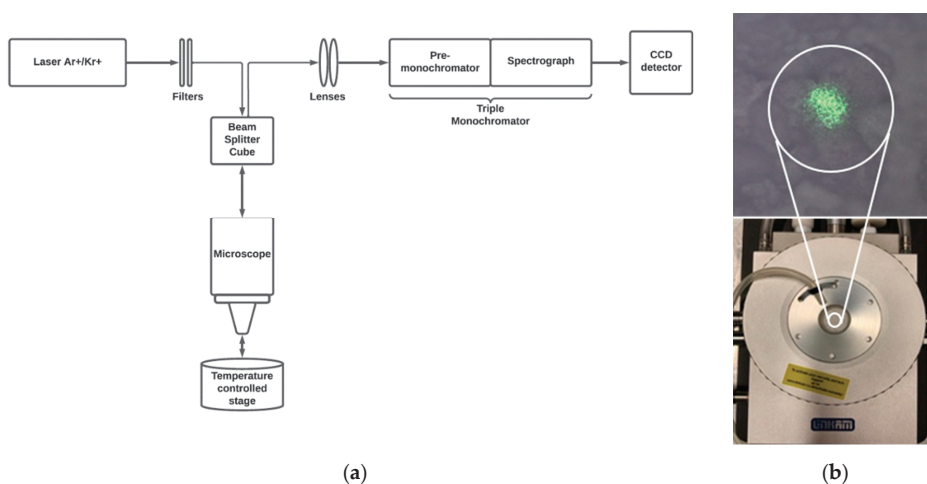 Laser Ar+/Kr+
Filters
Lenses
Pre-
monochromator
Spectrograph
CCD
detector
Triple
Monochromator
Beam
Splitter
Cube
Microscope
Temperature
controlled
stage
LINKAM
(a)
(b)